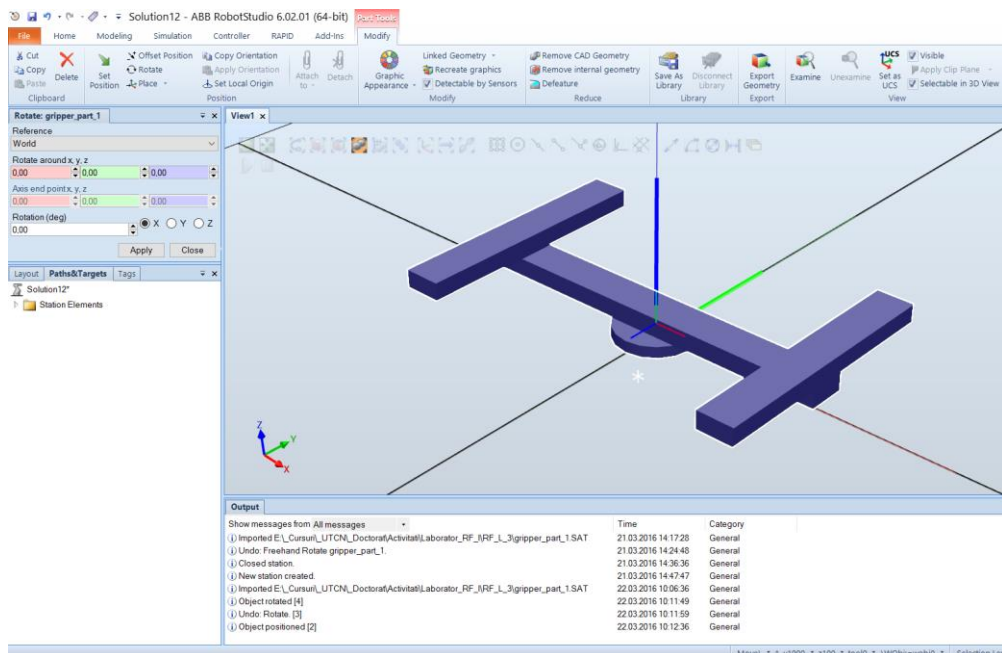 Solution12 - ABB RobotStudio 6.02.01 (64-bit) Part Tools
File Home Modeling Simulation Controller RAPID Add-Ins Modify
Cut
Copy
Paste
Delete
Clipboard
Set Position
Offset Position
Rotate
Place
Copy Orientation
Apply Orientation
Set Local Origin
Attach to
Detach
Position
Graphic Appearance
Linked Geometry
Recreate graphics
Detectable by Sensors
Modify
Remove CAD Geometry
Remove internal geometry
Defeature
Reduce
Save As Library
Disconnect Library
Library
Export Geometry
Export
Examine
Unexamine
UCS
Set as UCS
Visible
Apply Clip Plane
Selectable in 3D View
View
Rotate: gripper_part_1
Reference
World
Rotate around x, y, z
0,00 0,00 0,00
Axis end point x, y, z
0,00 0,00 0,00
Rotation (deg)
0,00 X Y Z
Apply Close
Layout Paths&Targets Tags
Solution12*
Station Elements
View1
Z
Y
X
Output
Show messages from All messages Time Category
Imported E:\_Cursuri\_UTCN\_Doctorat\Activitati\Laborator_RF_I\RF_L_3\gripper_part_1.SAT 21.03.2016 14:17:28 General
Undo: Freehand Rotate gripper_part_1. 21.03.2016 14:24:48 General
Closed station. 21.03.2016 14:36:36 General
New station created. 21.03.2016 14:47:47 General
Imported E:\_Cursuri\_UTCN\_Doctorat\Activitati\Laborator_RF_I\RF_L_3\gripper_part_1.SAT 22.03.2016 10:06:36 General
Object rotated [4] 22.03.2016 10:11:49 General
Undo: Rotate. [3] 22.03.2016 10:11:59 General
Object positioned [2] 22.03.2016 10:12:36 General